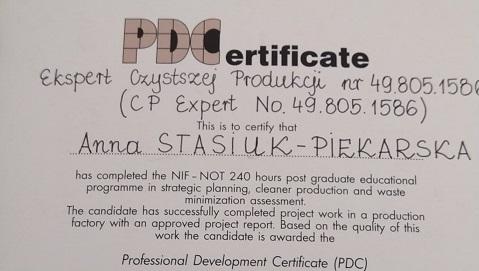 PDCertificate
Ekspert Czystszej Produkcji nr 49.805.1586
(CP Expert No. 49.805.1586)
This is to certify that
Anna STASIUK-PIEKARSKA
has completed the NIF-NOT 240 hours post graduate educational
programme in strategic planning, cleaner production and waste
minimization assessment.
The candidate has successfully completed project work in a production
factory with an approved project report. Based on the quality of this
work the candidate is awarded the
Professional Development Certificate (PDC)